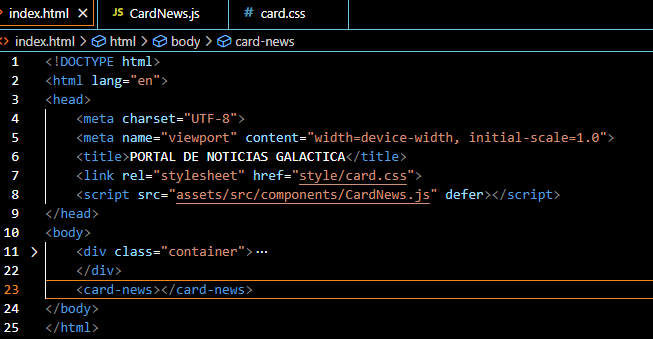 index.html × JS CardNews.js # card.css
<> index.html > html > body > card-news
1 <!DOCTYPE html>
2 <html lang="en">
3 <head>
4 <meta charset="UTF-8">
5 <meta name="viewport" content="width=device-width, initial-scale=1.0">
6 <title>PORTAL DE NOTICIAS GALACTICA</title>
7 <link rel="stylesheet" href="style/card.css">
8 <script src="assets/src/components/CardNews.js" defer></script>
9 </head>
10 <body>
11 > <div class="container">⋯
22 </div>
23 <card-news></card-news>
24 </body>
25 </html>